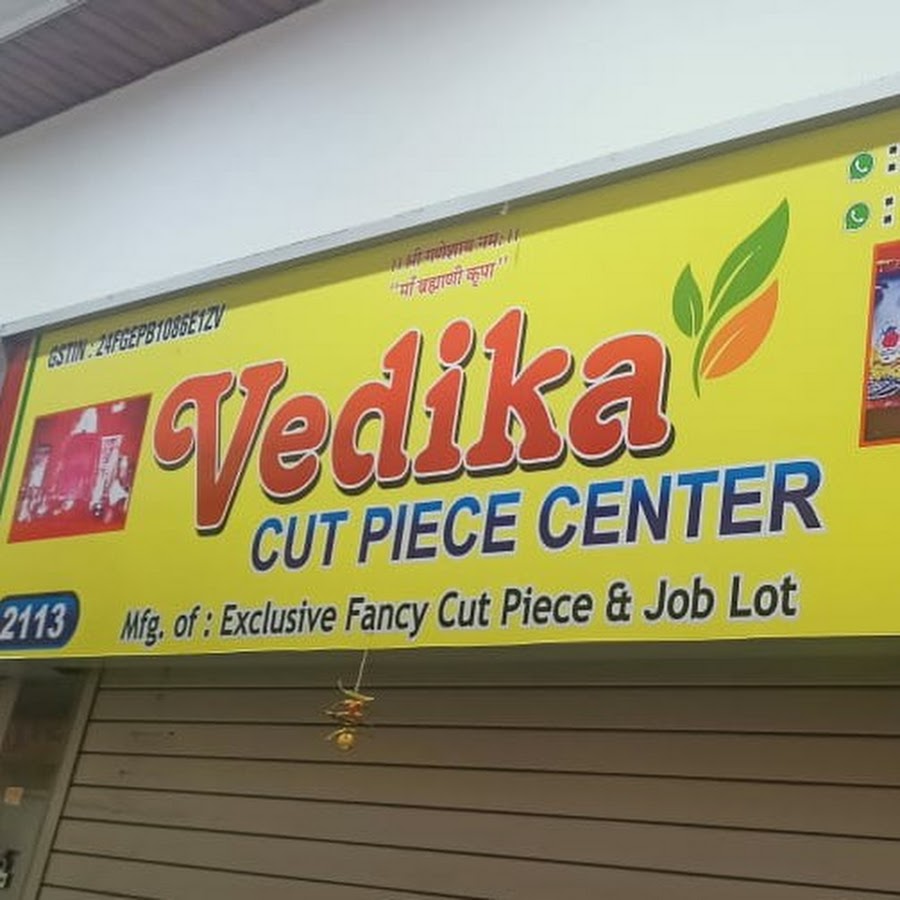 ।। श्री गणेशाय नमः ।।
"माँ ब्रह्माणी कृपा"
GSTIN : 24FGEPB1086E1ZV
Vedika
CUT PIECE CENTER
2113
Mfg. of : Exclusive Fancy Cut Piece & Job Lot